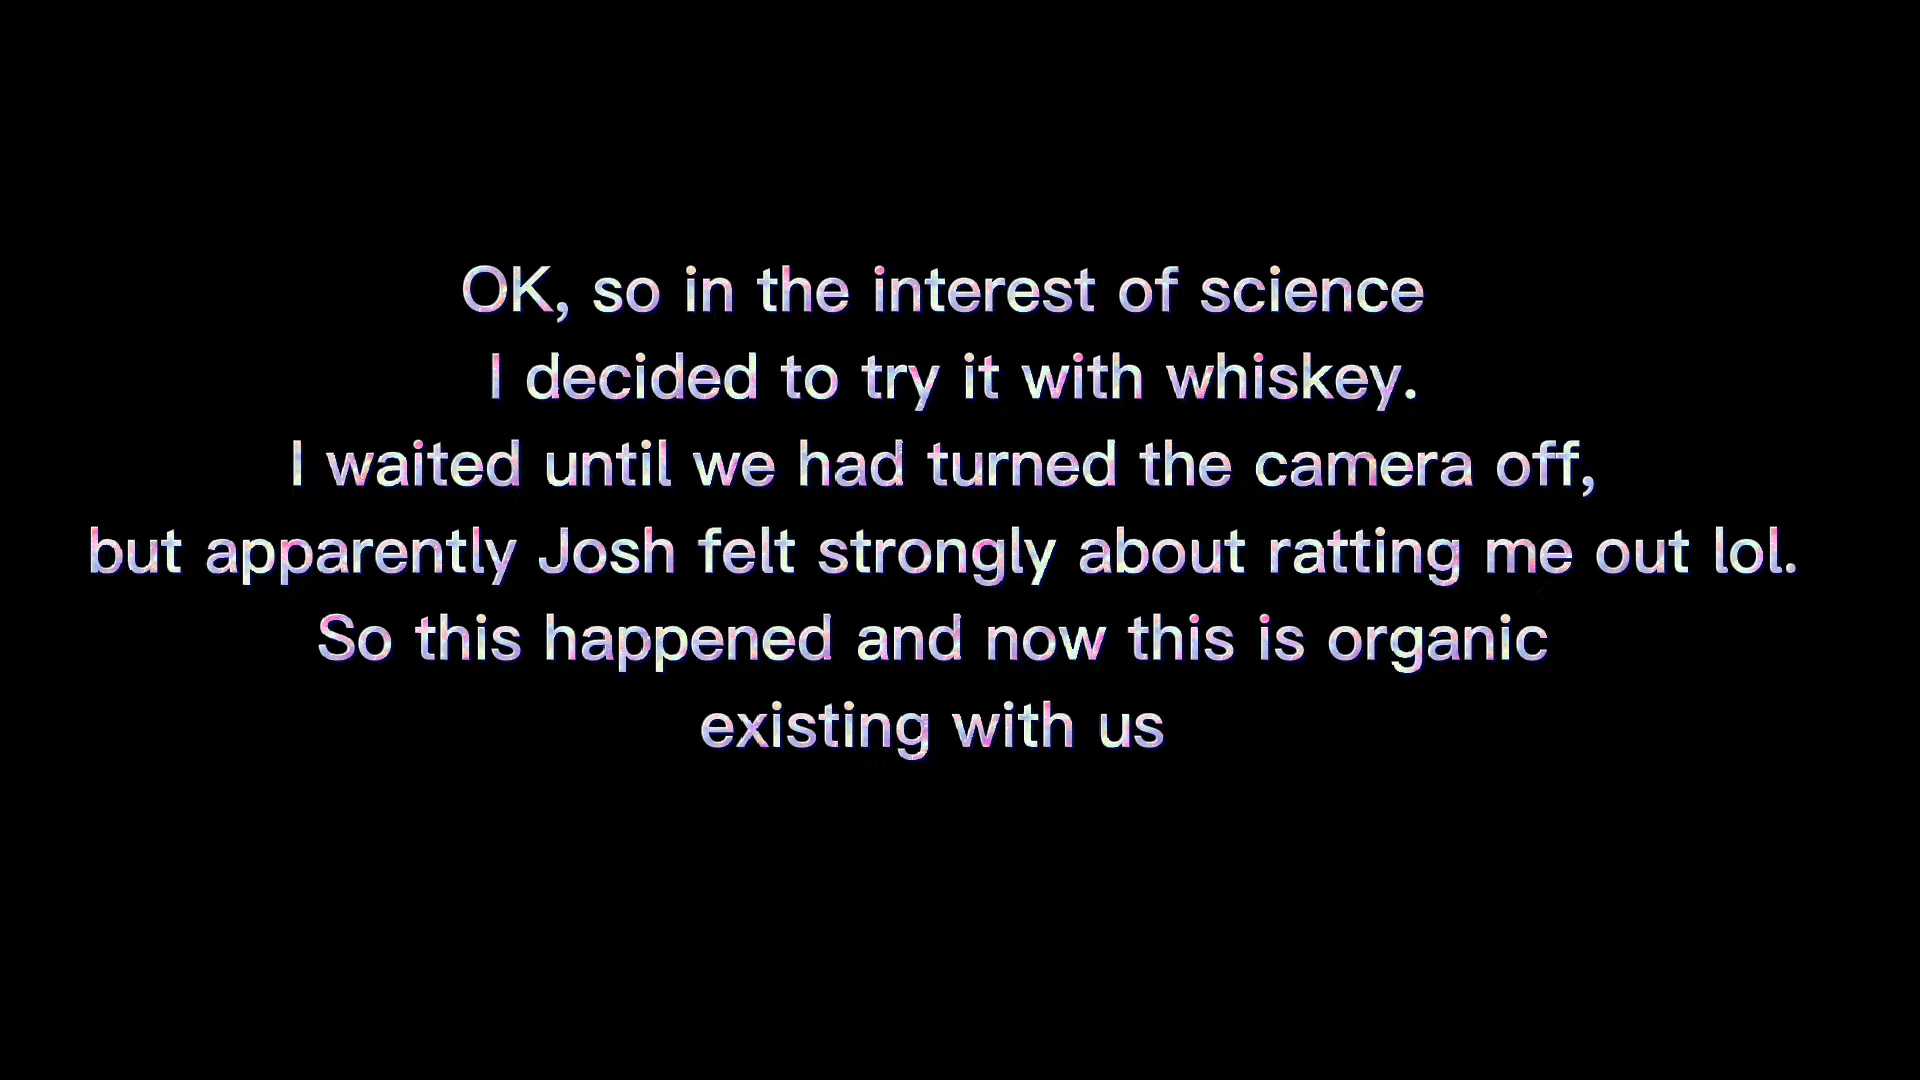 OK, so in the interest of science
I decided to try it with whiskey.
I waited until we had turned the camera off,
but apparently Josh felt strongly about ratting me out lol.
So this happened and now this is organic
existing with us